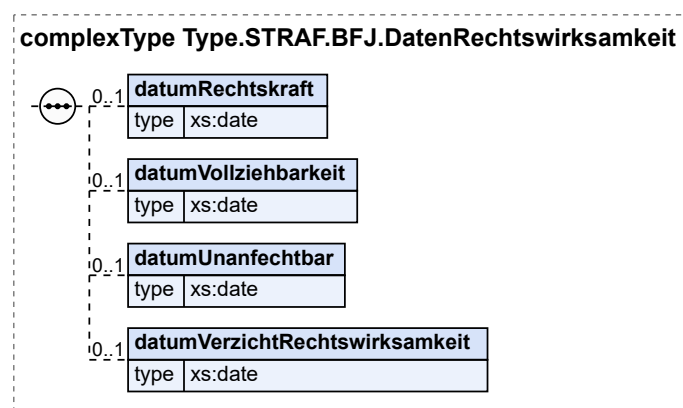 complexType Type.STRAF.BFJ.DatenRechtswirksamkeit
0..1 datumRechtskraft
type xs:date
0..1 datumVollziehbarkeit
type xs:date
0..1 datumUnanfechtbar
type xs:date
0..1 datumVerzichtRechtswirksamkeit
type xs:date